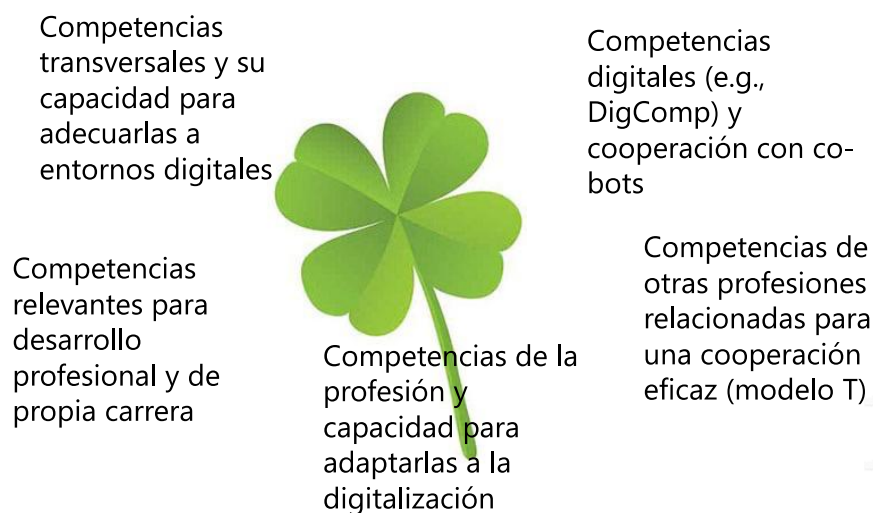 Competencias
transversales y su
capacidad para
adecuarlas a
entornos digitales
Competencias
digitales (e.g.,
DigComp) y
cooperación con co-
bots
Competencias
relevantes para
desarrollo
profesional y de
propia carrera
Competencias de la
profesión y
capacidad para
adaptarlas a la
digitalización
Competencias de
otras profesiones
relacionadas para
una cooperación
eficaz (modelo T)